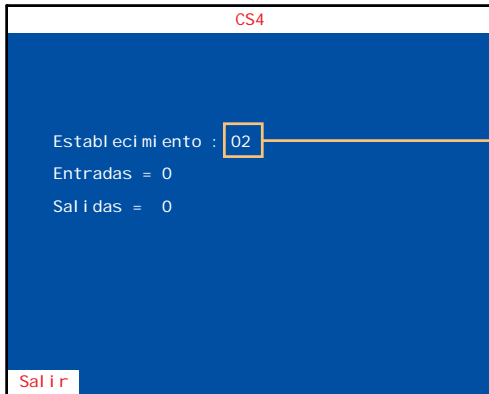 CS4
Establecimiento : 02
Entradas = 0
Salidas = 0
Salir